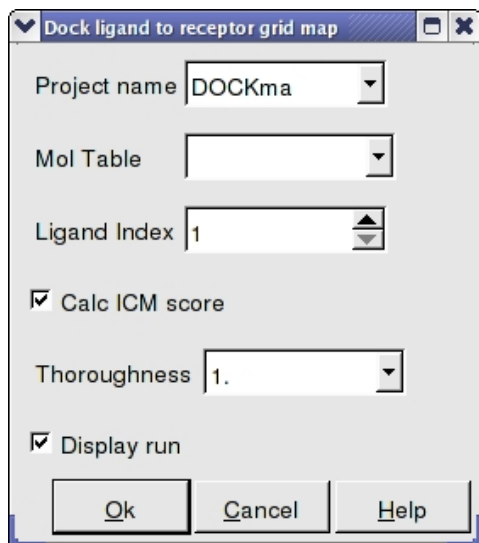 Dock ligand to receptor grid map
Project name DOCKma
Mol Table
Ligand Index 1
Calc ICM score
Thoroughness 1.
Display run
Ok Cancel Help